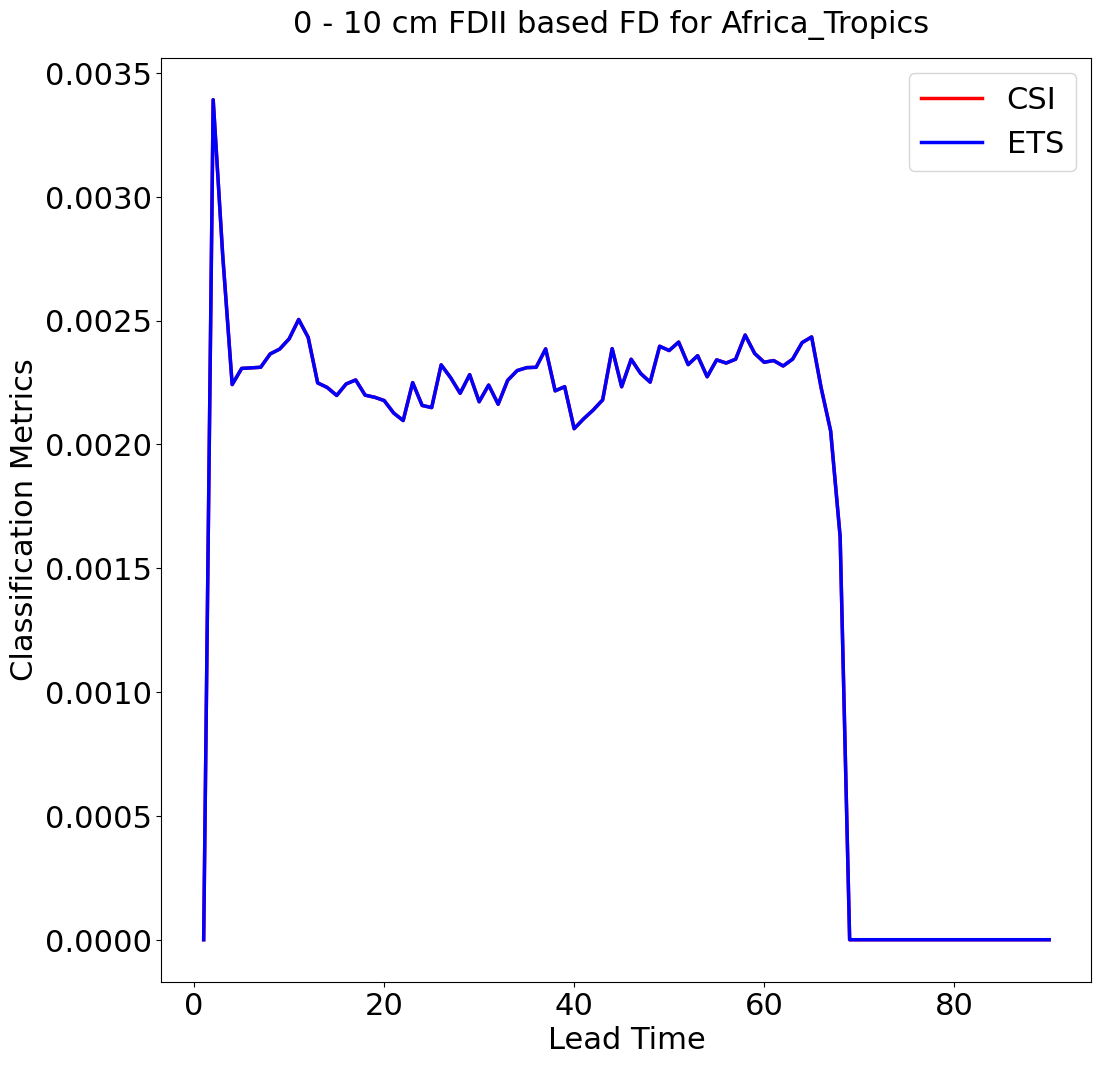 0 - 10 cm FDII based FD for Africa_Tropics
CSI
ETS
Classification Metrics
0.0035
0.0030
0.0025
0.0020
0.0015
0.0010
0.0005
0.0000
0
20
40
60
80
Lead Time